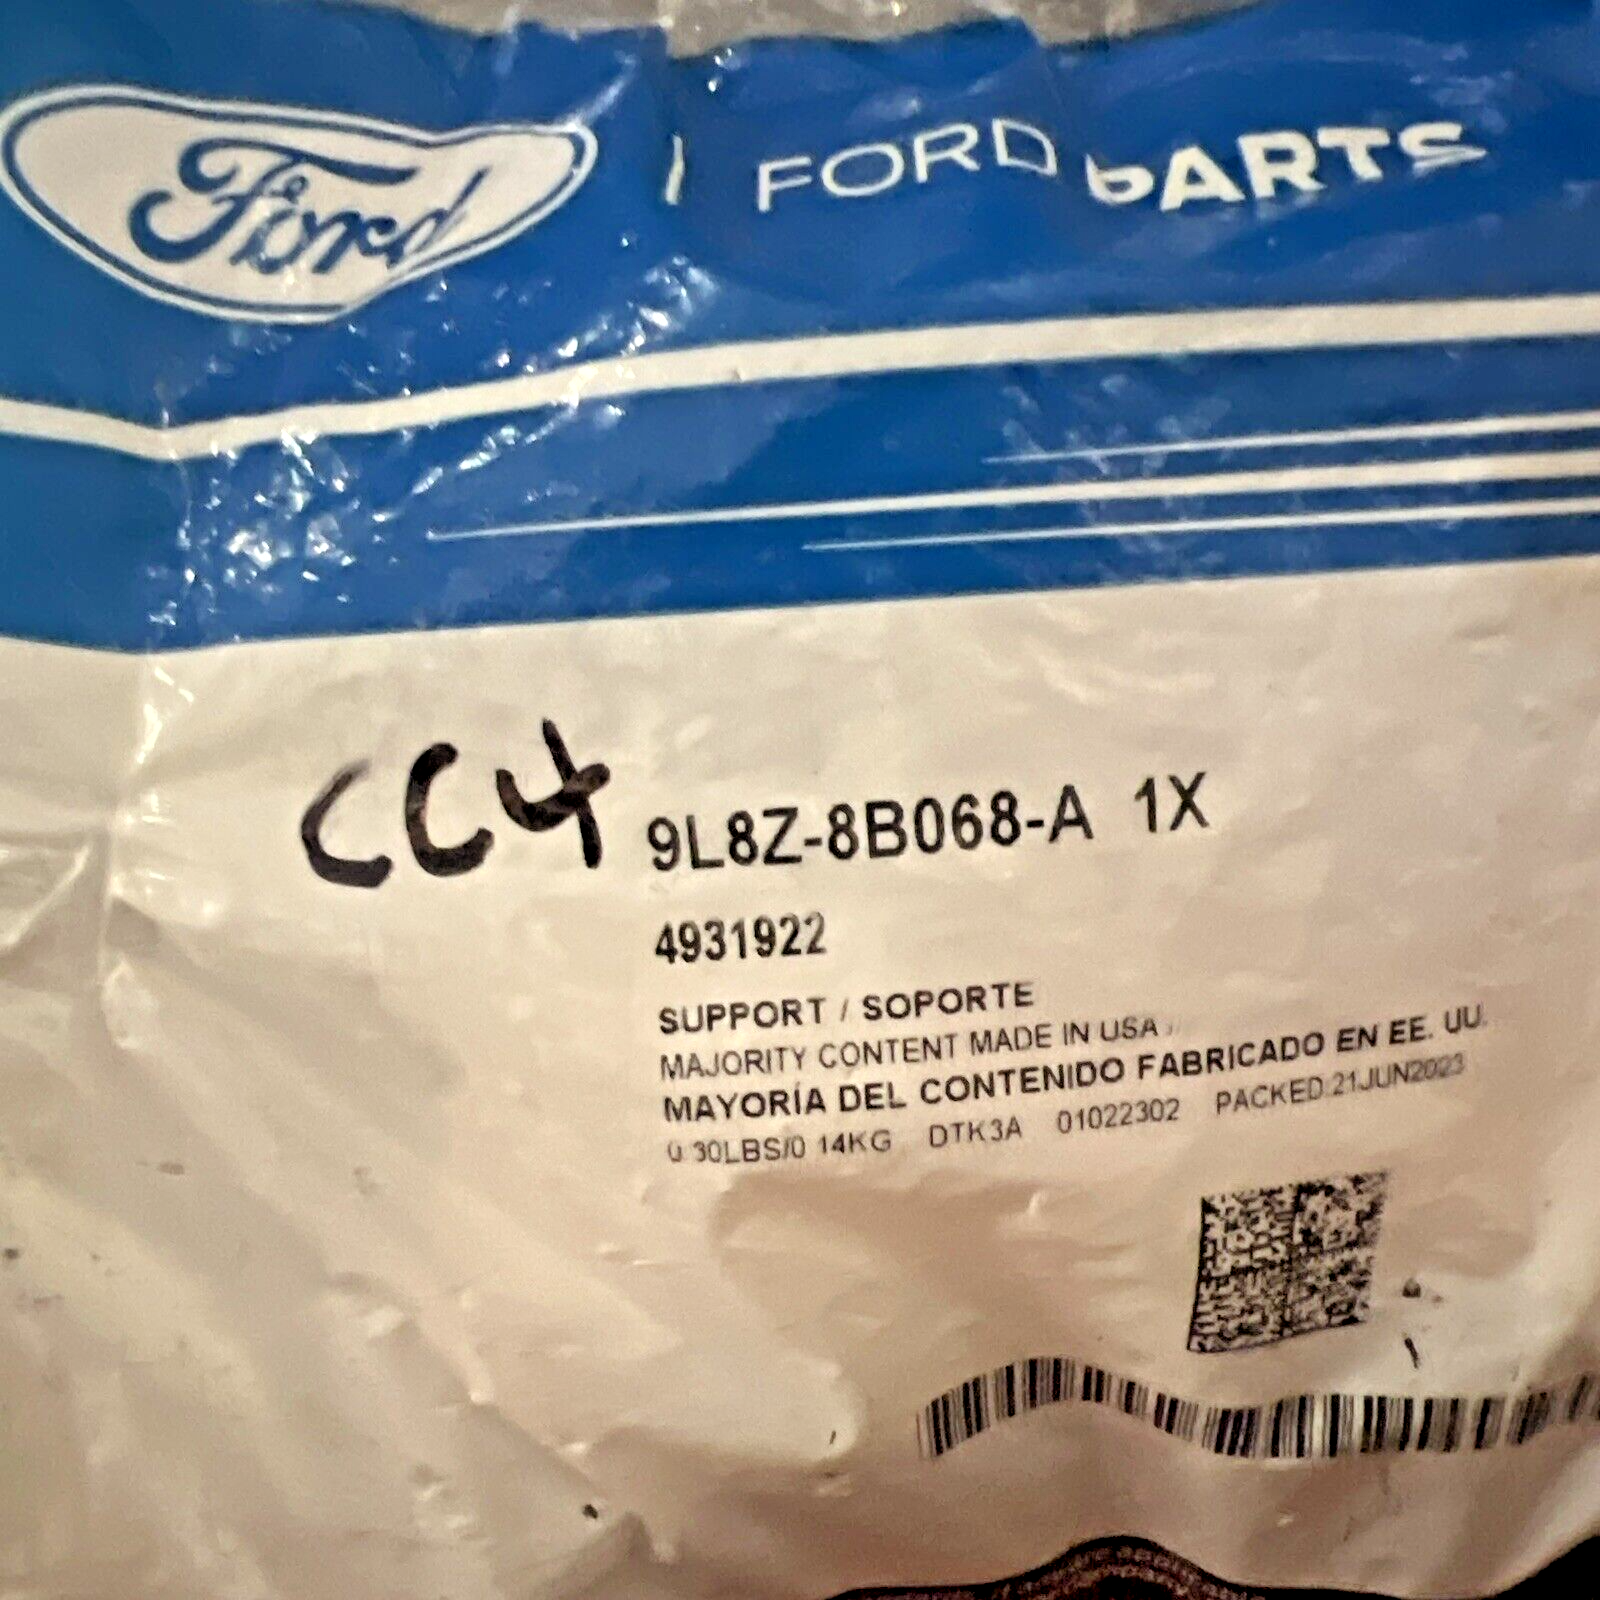 Ford | FORD PARTS
CC4 9L8Z-8B068-A 1X
4931922
SUPPORT / SOPORTE
MAJORITY CONTENT MADE IN USA /
MAYORÍA DEL CONTENIDO FABRICADO EN EE. UU.
0.30LBS/0.14KG DTK3A 01022302 PACKED 21JUN2023